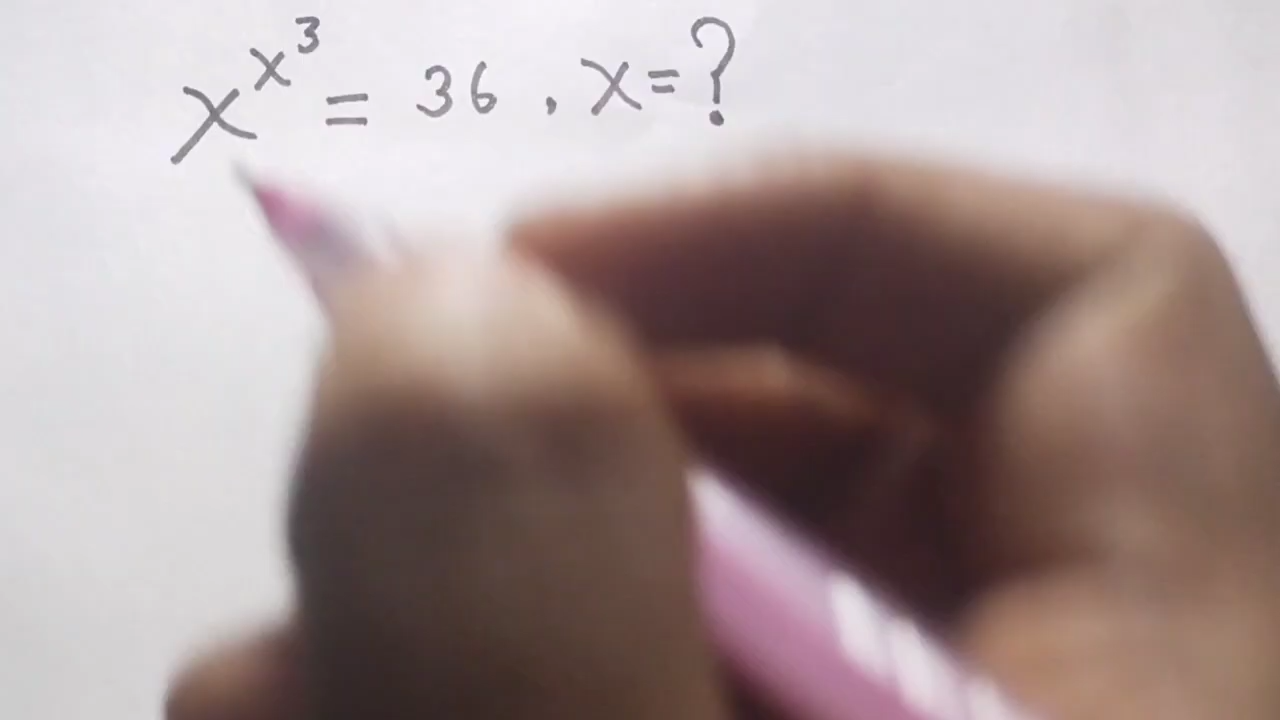 x^{x^3} = 36 , x = ?